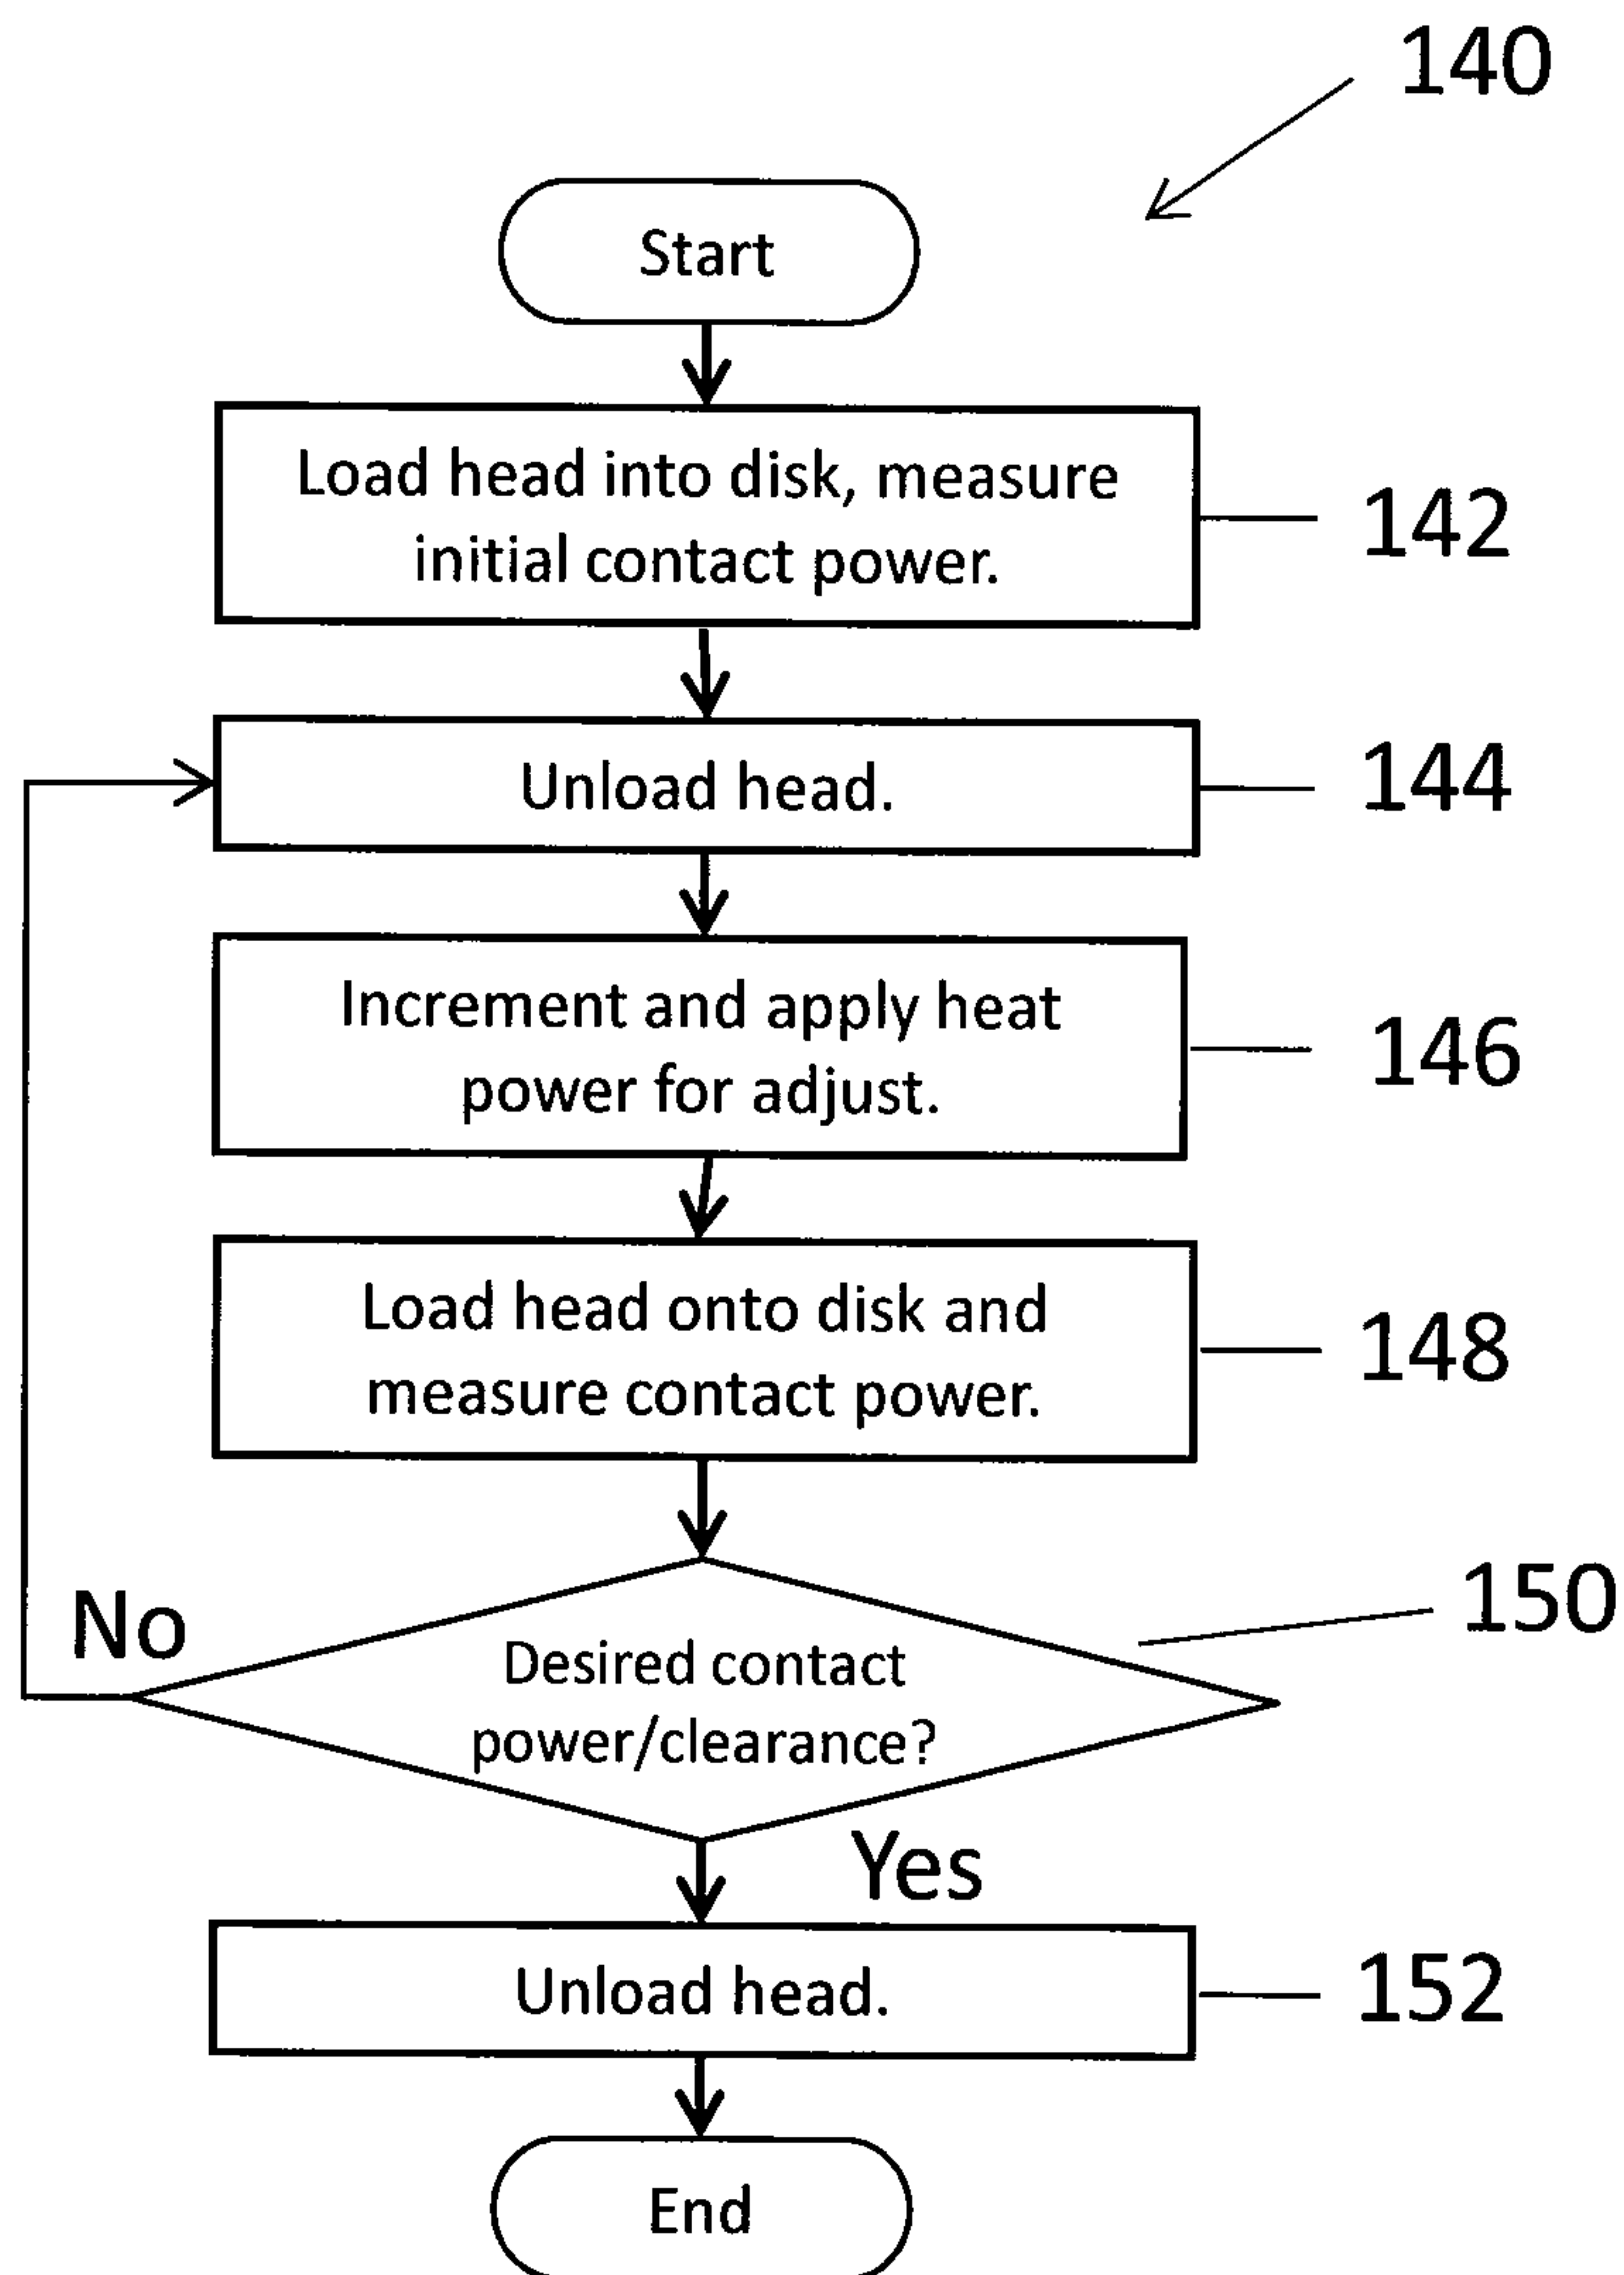 140
Start
Load head into disk, measure
initial contact power.
142
Unload head.
144
Increment and apply heat
power for adjust.
146
Load head onto disk and
measure contact power.
148
No
150
Desired contact
power/clearance?
Yes
Unload head.
152
End